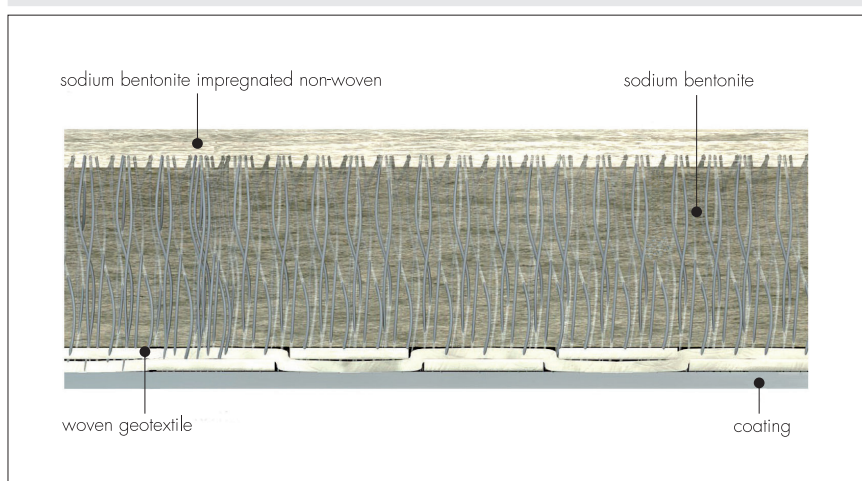 sodium bentonite impregnated non-woven
sodium bentonite
woven geotextile
coating